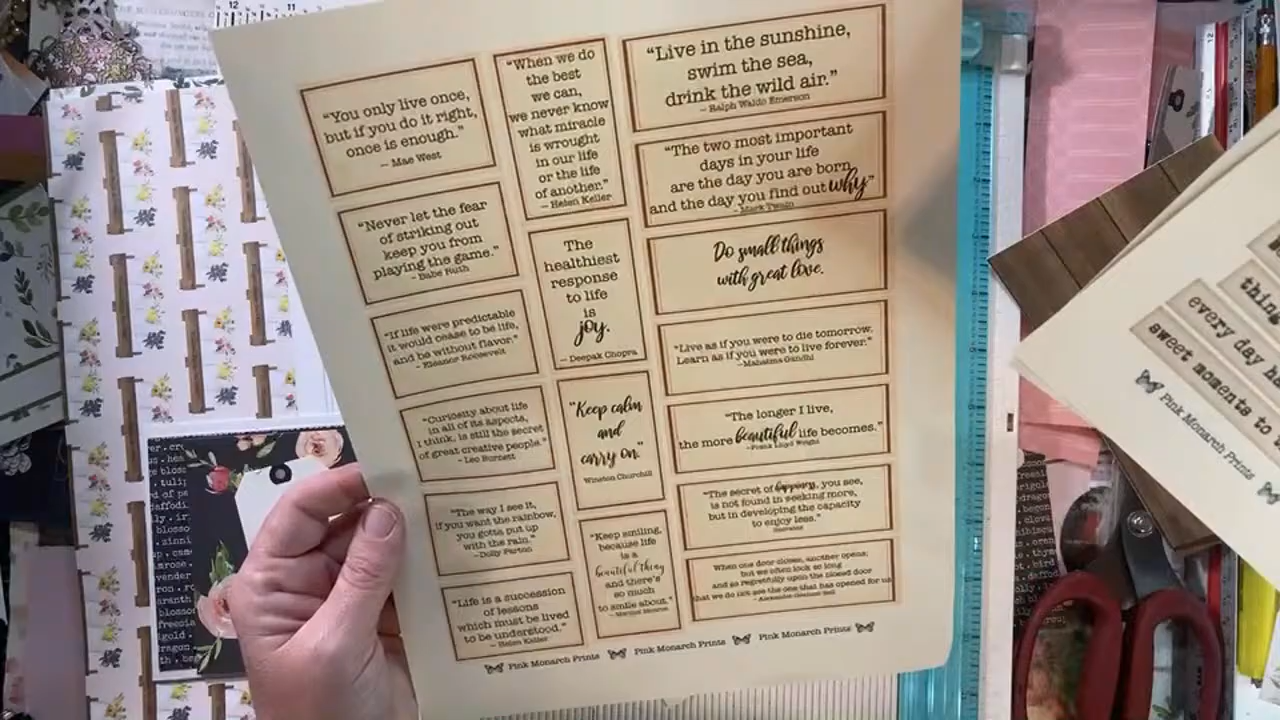 “You only live once,
but if you do it right,
once is enough.”
— Mae West
“Never let the fear
of striking out
keep you from
playing the game.”
– Babe Ruth
“If life were predictable
it would cease to be life,
and be without flavor.”
– Eleanor Roosevelt
“Curiosity about life
in all of its aspects,
I think, is still the secret
of great creative people.”
– Leo Burnett
“The way I see it,
if you want the rainbow,
you gotta put up
with the rain.”
–Dolly Parton
“Life is a succession
of lessons
which must be lived
to be understood.”
– Helen Keller
“When we do
the best
we can,
we never know
what miracle
is wrought
in our life
or the life
of another.”
– Helen Keller
The
healthiest
response
to life
is
joy.
— Deepak Chopra
“Keep calm
and
carry on.”
Winston Churchill
“Keep smiling,
because life
is a
beautiful thing
and there's
so much
to smile about.”
– Marilyn Monroe
“Live in the sunshine,
swim the sea,
drink the wild air.”
– Ralph Waldo Emerson
“The two most important
days in your life
are the day you are born
and the day you find out why”
– Mark Twain
Do small things
with great love.
“Live as if you were to die tomorrow.
Learn as if you were to live forever.”
–Mahatma Gandhi
“The longer I live,
the more beautiful life becomes.”
–Frank Lloyd Wright
“The secret of happiness, you see,
is not found in seeking more,
but in developing the capacity
to enjoy less.”
Socrates
When one door closes, another opens;
but we often look so long
and so regretfully upon the closed door
that we do not see the one that has opened for us
– Alexander Graham Bell
Pink Monarch Prints Pink Monarch Prints Pink Monarch Prints
thing
every day
sweet moments to
Pink Monarch Prints
12 11